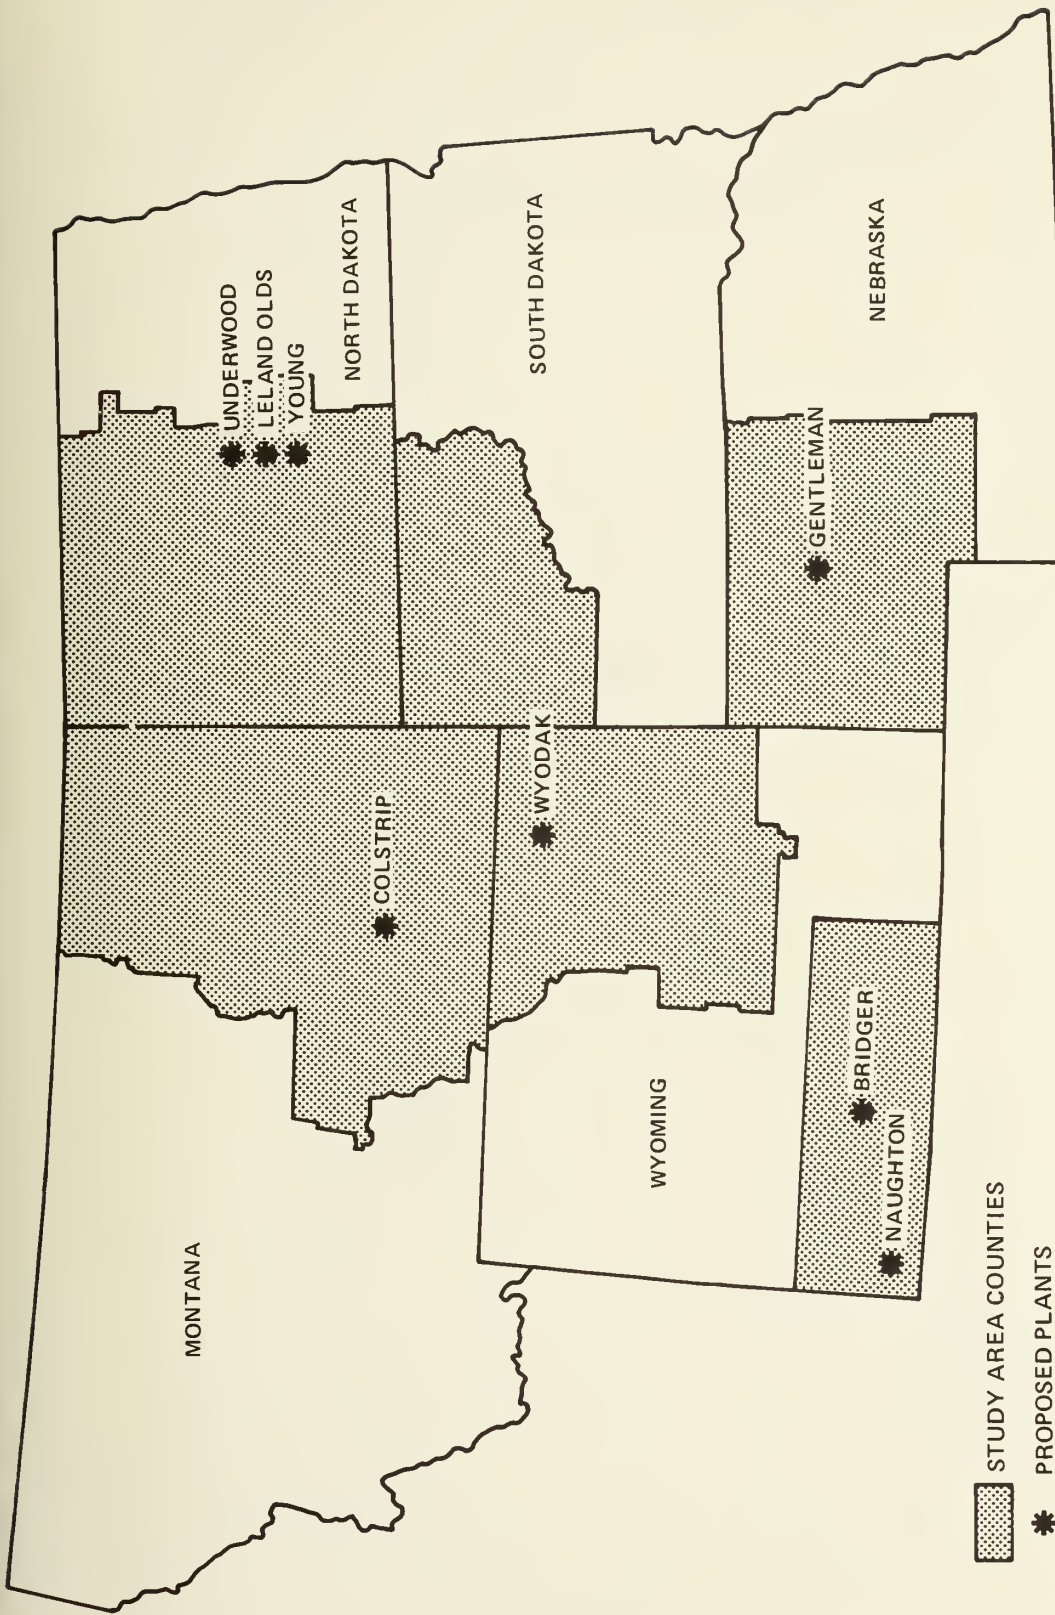 MONTANA
COLSTRIP
UNDERWOOD
LELAND OLDS
YOUNG
NORTH DAKOTA
WYODAK
SOUTH DAKOTA
WYOMING
BRIDGER
NAUGHTON
GENTLEMAN
NEBRASKA
STUDY AREA COUNTIES
PROPOSED PLANTS